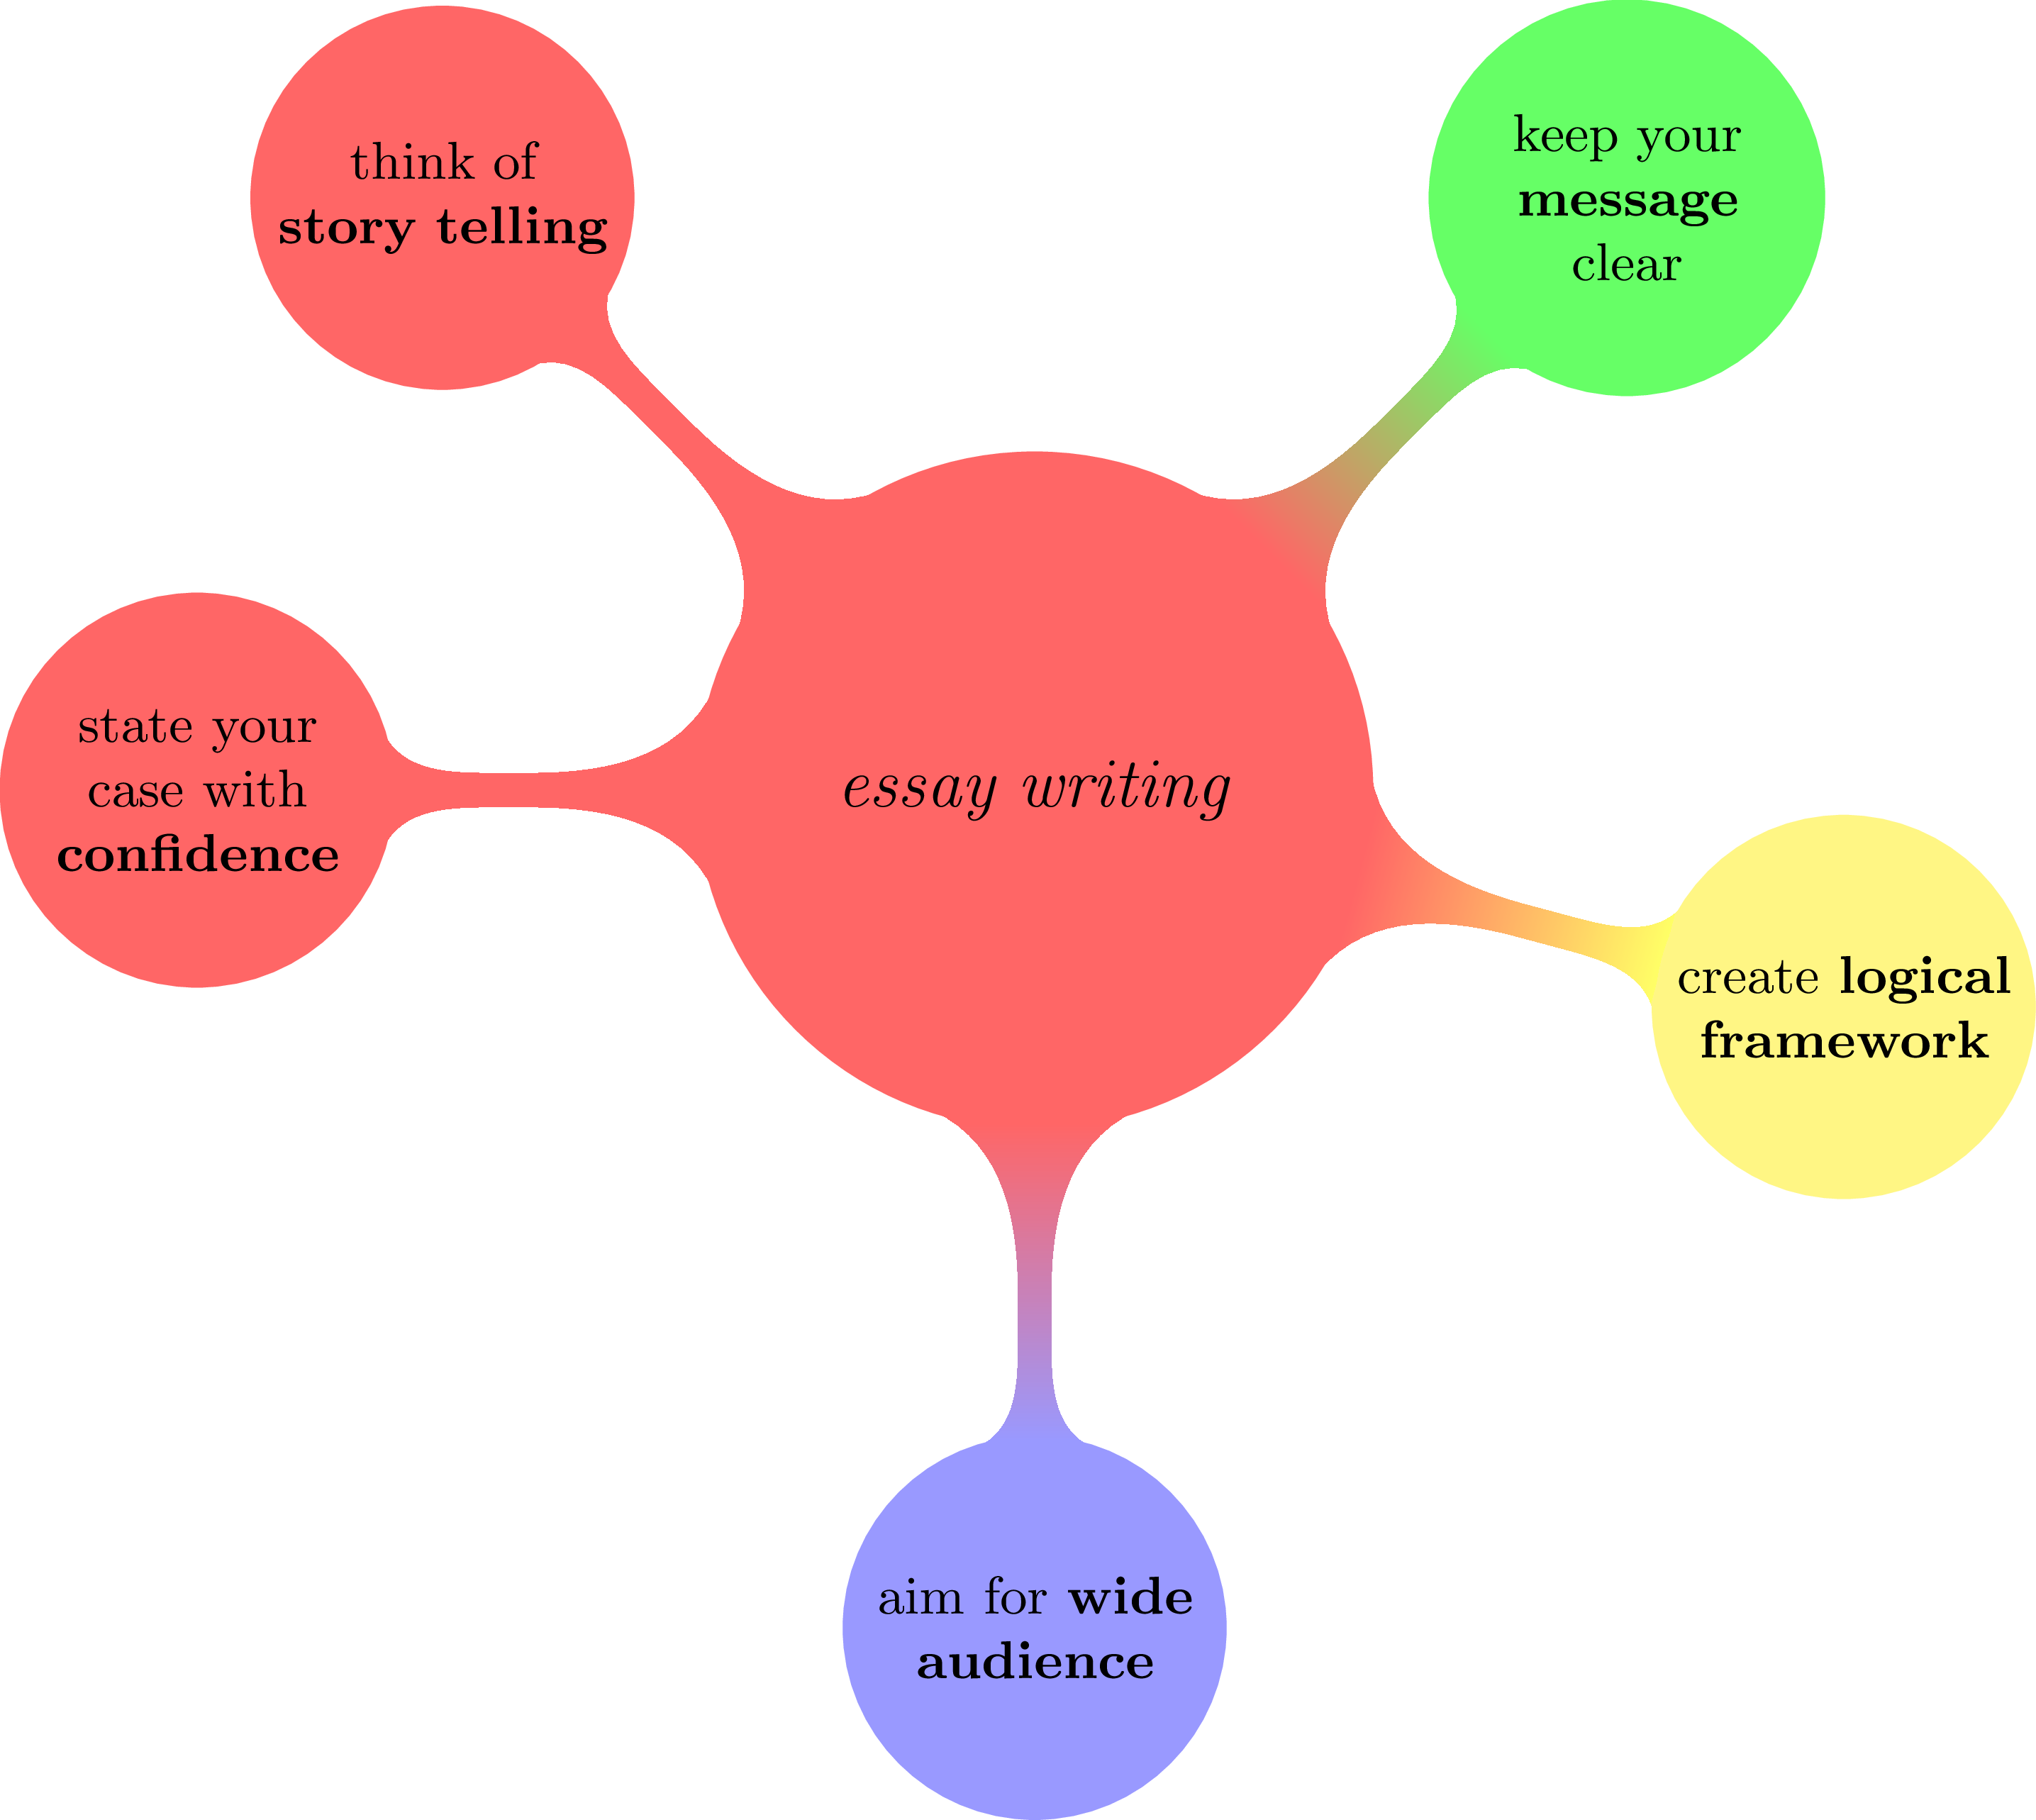 think of
story telling
keep your
message
clear
state your
case with
confidence
essay writing
create logical
framework
aim for wide
audience